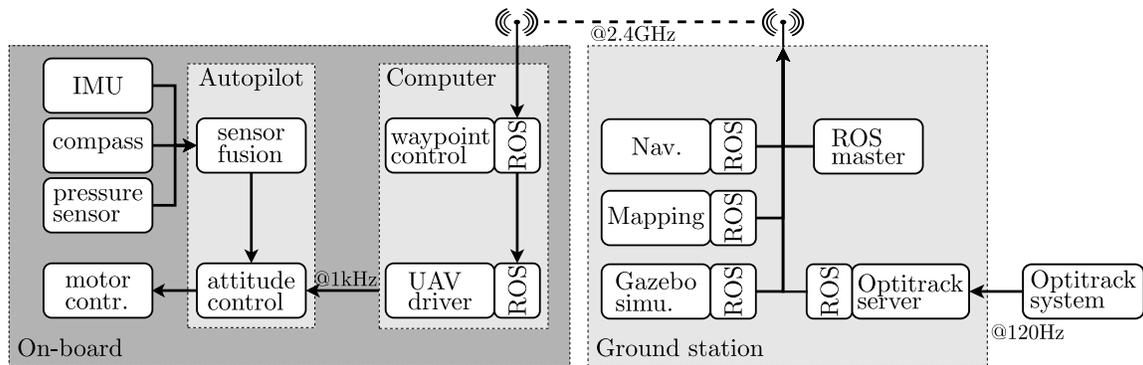 @2.4GHz
Autopilot
Computer
IMU
compass
pressure
sensor
sensor
fusion
waypoint
control
ROS
motor
contr.
attitude
control
@1kHz
UAV
driver
ROS
On-board
Nav.
ROS
ROS
master
Mapping
ROS
Gazebo
simu.
ROS
ROS
Optitrack
server
Optitrack
system
@120Hz
Ground station